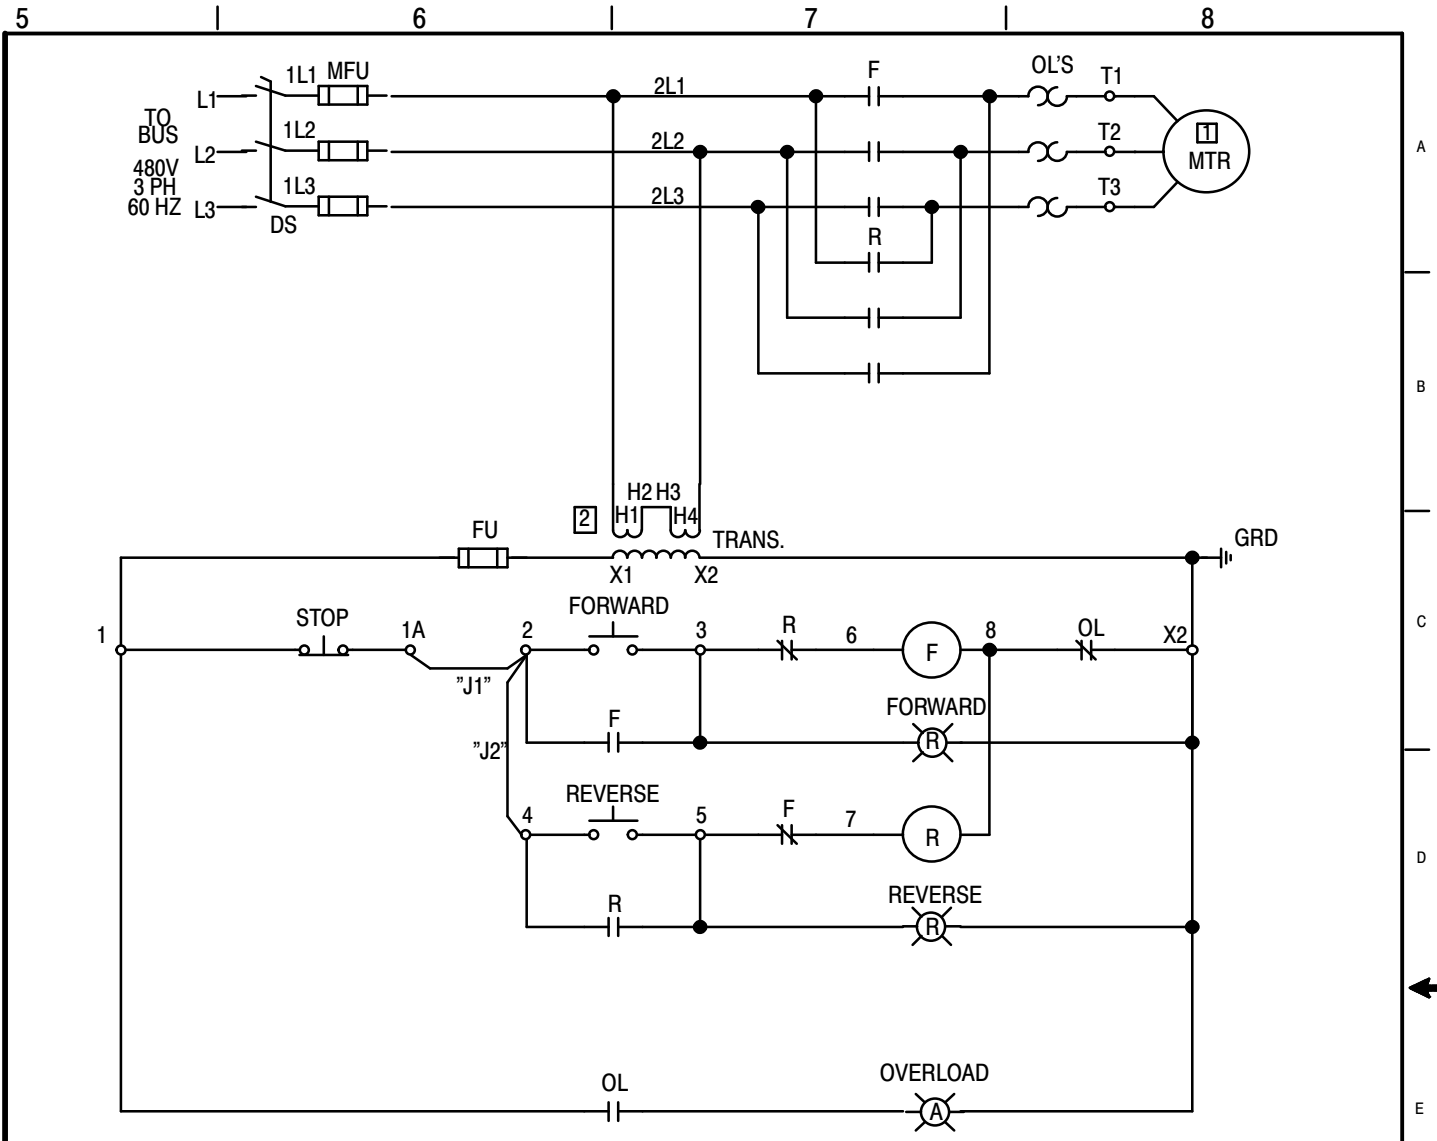 5 6 7 8
1L1 MFU 2L1 F OL'S T1
L1
TO
BUS
1L2 2L2 T2
L2
1
MTR
480V
3 PH
60 HZ
1L3 2L3 T3
L3
DS
R
A
B
2 H1 H2 H3 H4
FU TRANS. GRD
X1 X2
C
STOP FORWARD
1 1A 2 3 R 6 F 8 OL X2
"J1"
F FORWARD
R
"J2"
REVERSE
4 5 F 7 R
D
R REVERSE
R
OL OVERLOAD
A
E